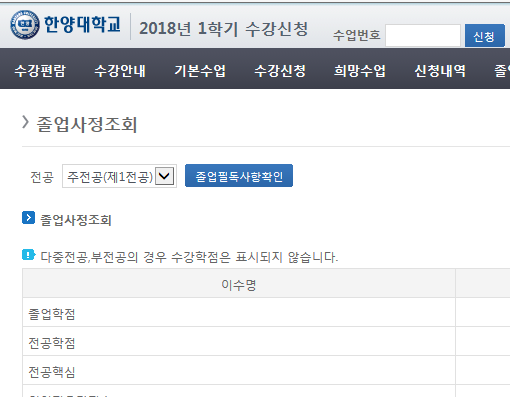 한양대학교 2018년 1학기 수강신청 수업번호 신청
수강편람 수강안내 기본수업 수강신청 희망수업 신청내역
졸업사정조회
전공 주전공(제1전공) 졸업필독사항확인
졸업사정조회
다중전공,부전공의 경우 수강학점은 표시되지 않습니다.
이수명
졸업학점
전공학점
전공핵심